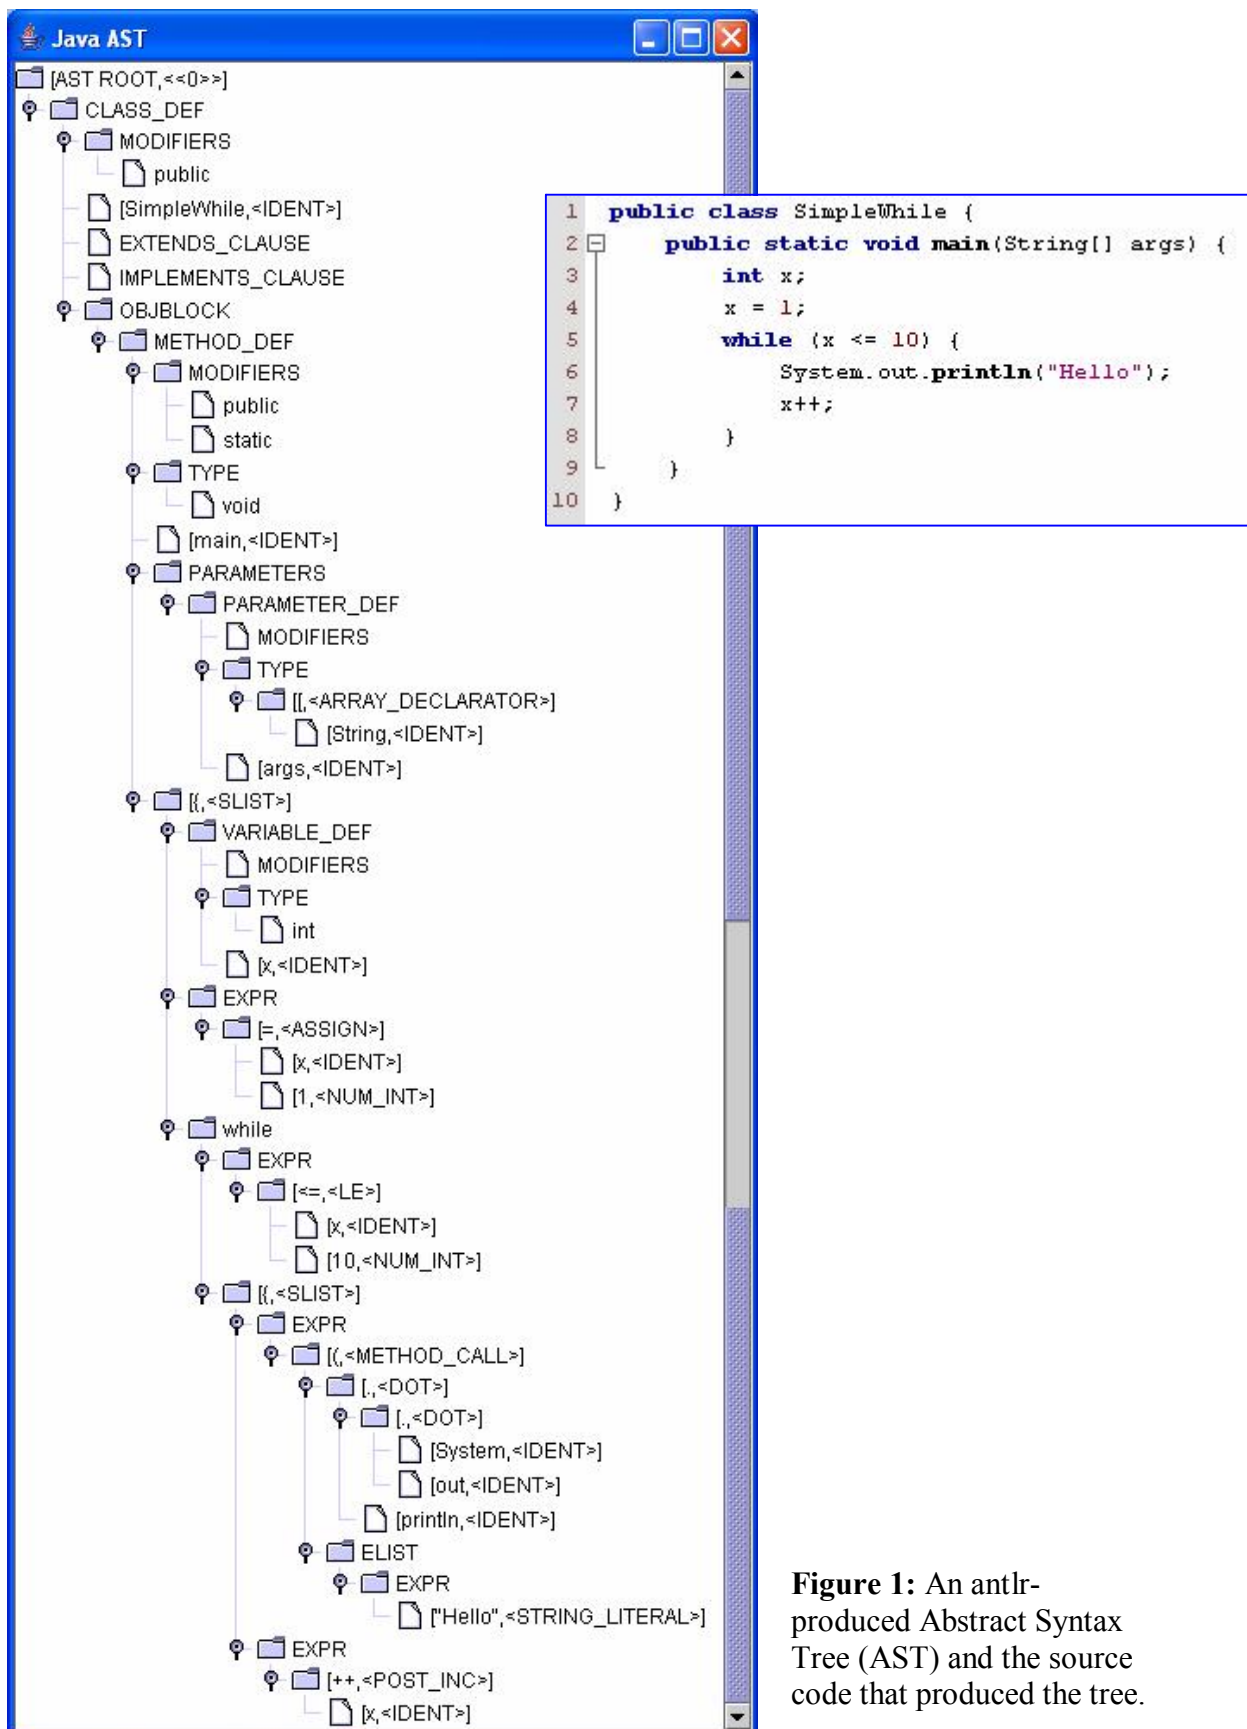 Java AST
[AST ROOT,<<0>>]
CLASS_DEF
MODIFIERS
public
[SimpleWhile,<IDENT>]
EXTENDS_CLAUSE
IMPLEMENTS_CLAUSE
OBJBLOCK
METHOD_DEF
MODIFIERS
public
static
TYPE
void
[main,<IDENT>]
PARAMETERS
PARAMETER_DEF
MODIFIERS
TYPE
[[,<ARRAY_DECLARATOR>]
[String,<IDENT>]
[args,<IDENT>]
[{,<SLIST>]
VARIABLE_DEF
MODIFIERS
TYPE
int
[x,<IDENT>]
EXPR
[=,<ASSIGN>]
[x,<IDENT>]
[1,<NUM_INT>]
while
EXPR
[<=,<LE>]
[x,<IDENT>]
[10,<NUM_INT>]
[{,<SLIST>]
EXPR
[(,<METHOD_CALL>]
[.,<DOT>]
[.,<DOT>]
[System,<IDENT>]
[out,<IDENT>]
[println,<IDENT>]
ELIST
EXPR
["Hello",<STRING_LITERAL>]
EXPR
[++,<POST_INC>]
[x,<IDENT>]
1 public class SimpleWhile {
2 public static void main(String[] args) {
3 int x;
4 x = 1;
5 while (x <= 10) {
6 System.out.println("Hello");
7 x++;
8 }
9 }
10 }
Figure 1: An antlr-
produced Abstract Syntax
Tree (AST) and the source
code that produced the tree.